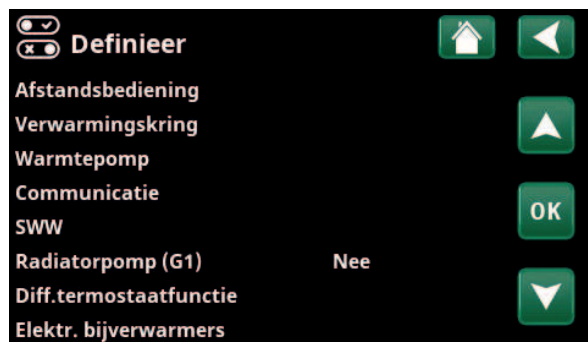 Definieer
Afstandsbediening
Verwarmingskring
Warmtepomp
Communicatie
SWW
Radiatorpomp (G1) Nee
Diff.termostaatfunctie
Elektr. bijverwarmers
OK